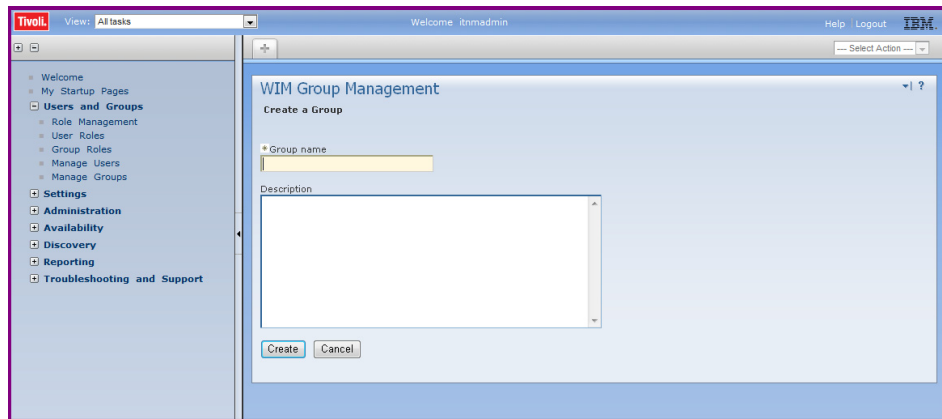 Tivoli. View: All tasks Welcome itnmadmin Help Logout IBM.
--- Select Action ---
Welcome
My Startup Pages
Users and Groups
Role Management
User Roles
Group Roles
Manage Users
Manage Groups
Settings
Administration
Availability
Discovery
Reporting
Troubleshooting and Support
WIM Group Management ?
Create a Group
*Group name
Description
Create Cancel